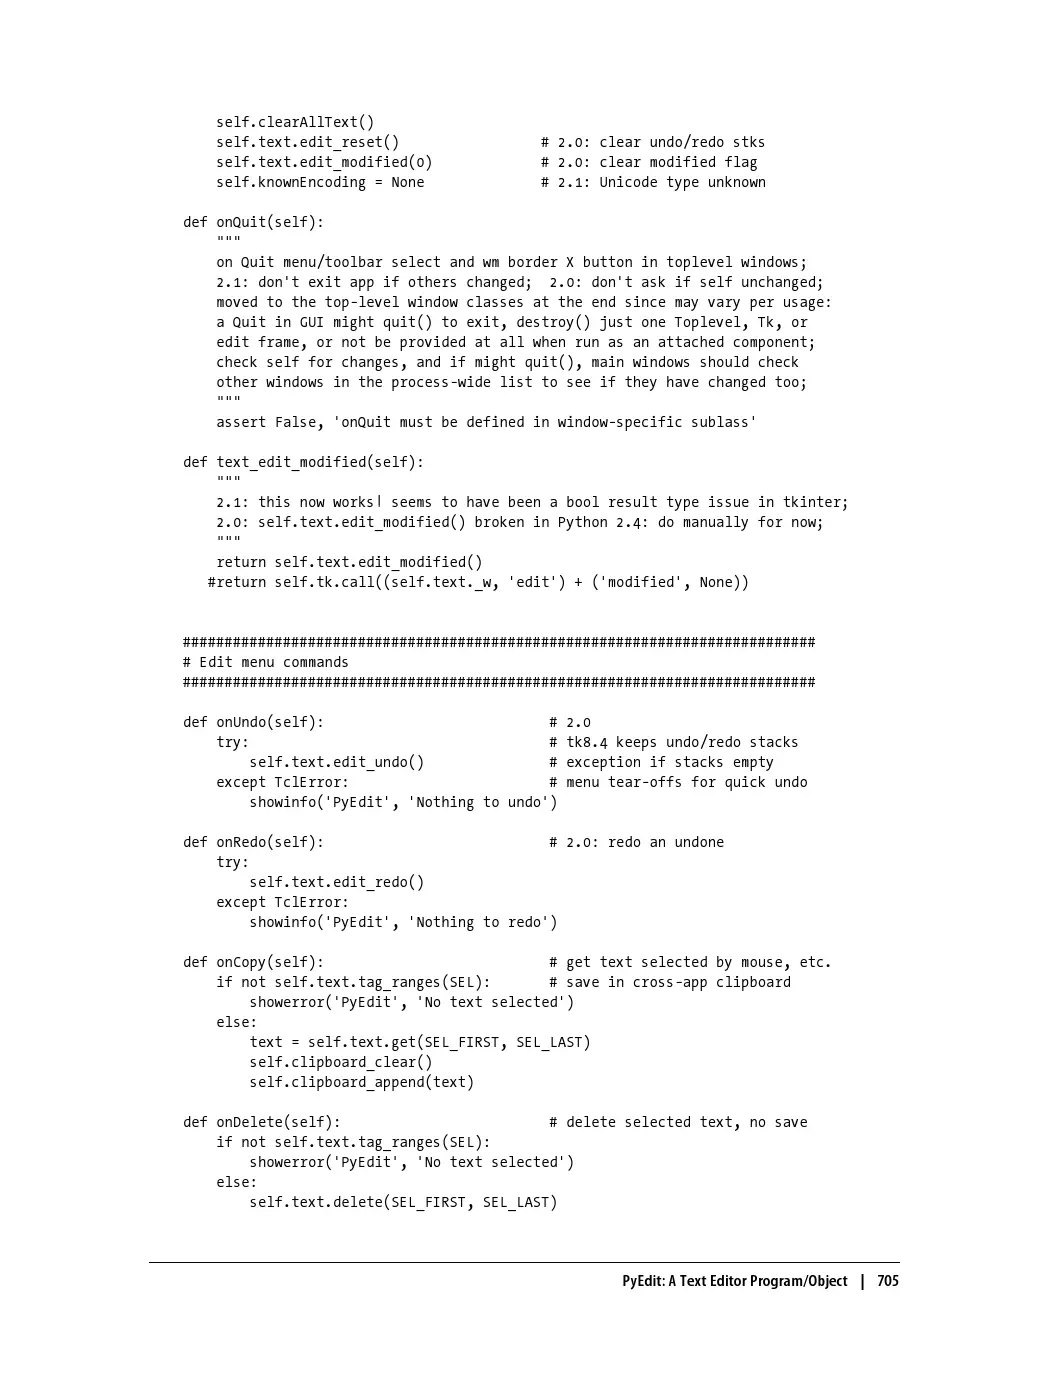 self.clearAllText()
    self.text.edit_reset()                 # 2.0: clear undo/redo stks
    self.text.edit_modified(0)             # 2.0: clear modified flag
    self.knownEncoding = None              # 2.1: Unicode type unknown

def onQuit(self):
    """
    on Quit menu/toolbar select and wm border X button in toplevel windows;
    2.1: don't exit app if others changed;  2.0: don't ask if self unchanged;
    moved to the top-level window classes at the end since may vary per usage:
    a Quit in GUI might quit() to exit, destroy() just one Toplevel, Tk, or
    edit frame, or not be provided at all when run as an attached component;
    check self for changes, and if might quit(), main windows should check
    other windows in the process-wide list to see if they have changed too;
    """
    assert False, 'onQuit must be defined in window-specific sublass'

def text_edit_modified(self):
    """
    2.1: this now works| seems to have been a bool result type issue in tkinter;
    2.0: self.text.edit_modified() broken in Python 2.4: do manually for now;
    """
    return self.text.edit_modified()
   #return self.tk.call((self.text._w, 'edit') + ('modified', None))

############################################################################
# Edit menu commands
############################################################################

def onUndo(self):                           # 2.0
    try:                                    # tk8.4 keeps undo/redo stacks
        self.text.edit_undo()               # exception if stacks empty
    except TclError:                        # menu tear-offs for quick undo
        showinfo('PyEdit', 'Nothing to undo')

def onRedo(self):                           # 2.0: redo an undone
    try:
        self.text.edit_redo()
    except TclError:
        showinfo('PyEdit', 'Nothing to redo')

def onCopy(self):                           # get text selected by mouse, etc.
    if not self.text.tag_ranges(SEL):       # save in cross-app clipboard
        showerror('PyEdit', 'No text selected')
    else:
        text = self.text.get(SEL_FIRST, SEL_LAST)
        self.clipboard_clear()
        self.clipboard_append(text)

def onDelete(self):                         # delete selected text, no save
    if not self.text.tag_ranges(SEL):
        showerror('PyEdit', 'No text selected')
    else:
        self.text.delete(SEL_FIRST, SEL_LAST)

PyEdit: A Text Editor Program/Object | 705